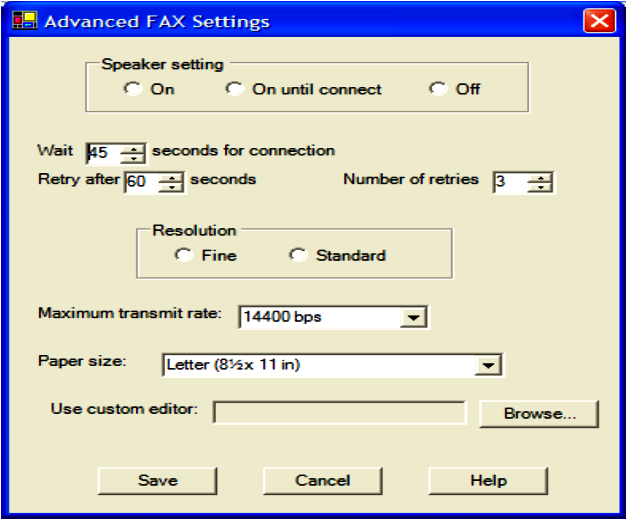 Advanced FAX Settings
Speaker setting
On On until connect Off
Wait 45 seconds for connection
Retry after 60 seconds Number of retries 3
Resolution
Fine Standard
Maximum transmit rate: 14400 bps
Paper size: Letter (8½x 11 in)
Use custom editor: Browse...
Save Cancel Help